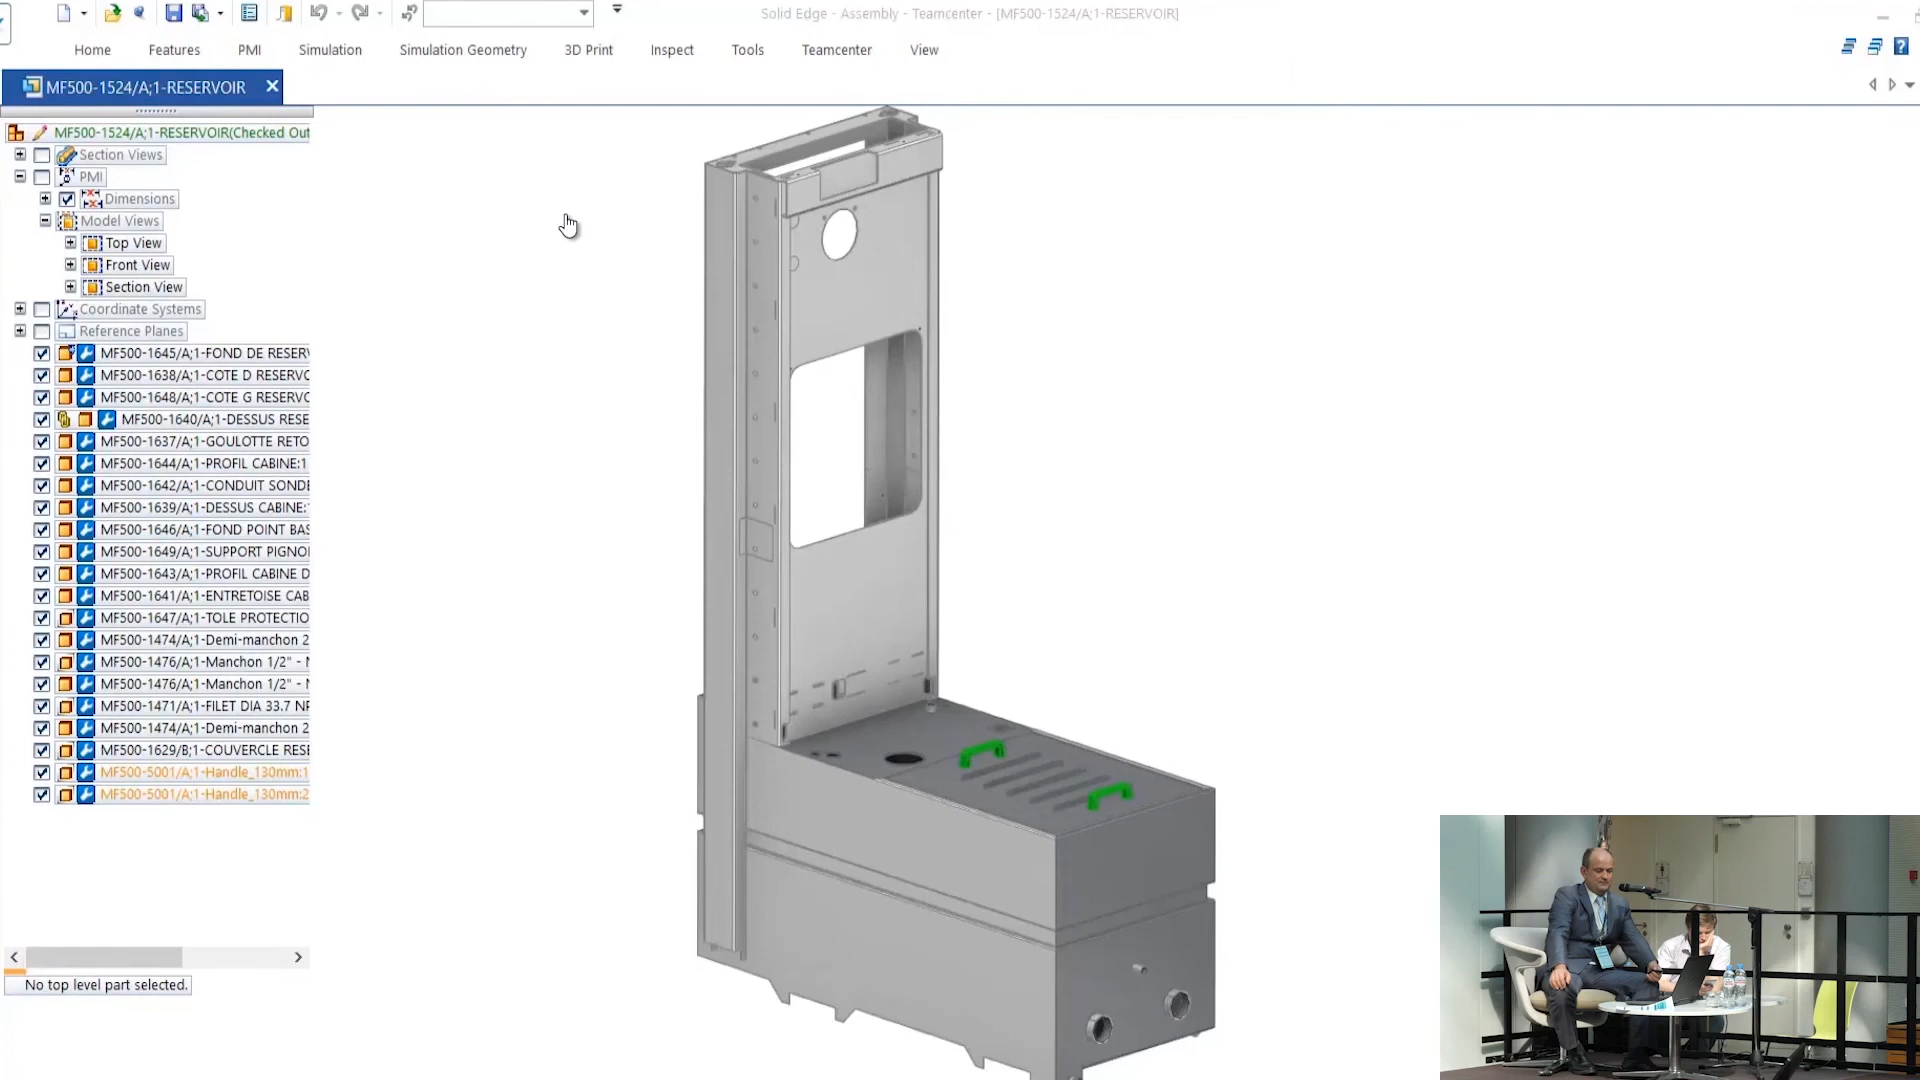 Solid Edge - Assembly - Teamcenter - [MF500-1524/A;1-RESERVOIR]
Home Features PMI Simulation Simulation Geometry 3D Print Inspect Tools Teamcenter View
MF500-1524/A;1-RESERVOIR
MF500-1524/A;1-RESERVOIR(Checked Out
Section Views
PMI
Dimensions
Model Views
Top View
Front View
Section View
Coordinate Systems
Reference Planes
MF500-1645/A;1-FOND DE RESERV
MF500-1638/A;1-COTE D RESERVO
MF500-1648/A;1-COTE G RESERVO
MF500-1640/A;1-DESSUS RESE
MF500-1637/A;1-GOULOTTE RETO
MF500-1644/A;1-PROFIL CABINE:1
MF500-1642/A;1-CONDUIT SONDE
MF500-1639/A;1-DESSUS CABINE:
MF500-1646/A;1-FOND POINT BAS
MF500-1649/A;1-SUPPORT PIGNO
MF500-1643/A;1-PROFIL CABINE D
MF500-1641/A;1-ENTRETOISE CAB
MF500-1647/A;1-TOLE PROTECTIO
MF500-1474/A;1-Demi-manchon 2
MF500-1476/A;1-Manchon 1/2" - N
MF500-1476/A;1-Manchon 1/2" - N
MF500-1471/A;1-FILET DIA 33.7 NP
MF500-1474/A;1-Demi-manchon 2
MF500-1629/B;1-COUVERCLE RESE
MF500-5001/A;1-Handle_130mm:1
MF500-5001/A;1-Handle_130mm:2
No top level part selected.